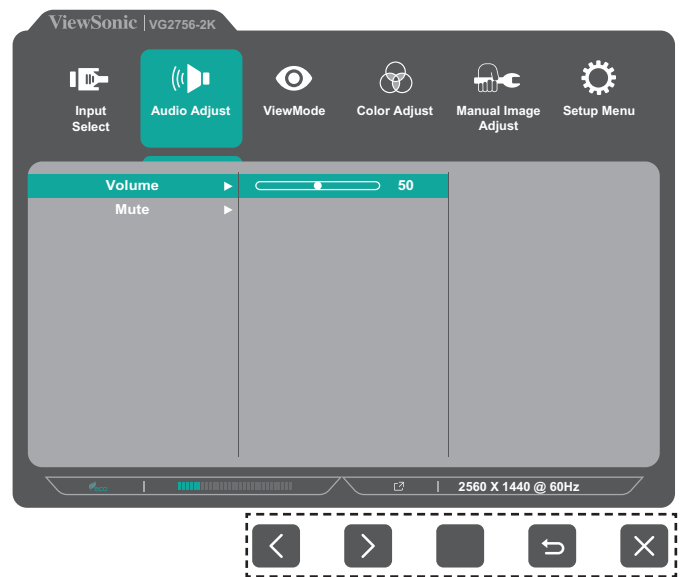 ViewSonic | VG2756-2K
Input
Select
Audio Adjust
ViewMode
Color Adjust
Manual Image
Adjust
Setup Menu
Volume
50
Mute
eco
2560 X 1440 @ 60Hz